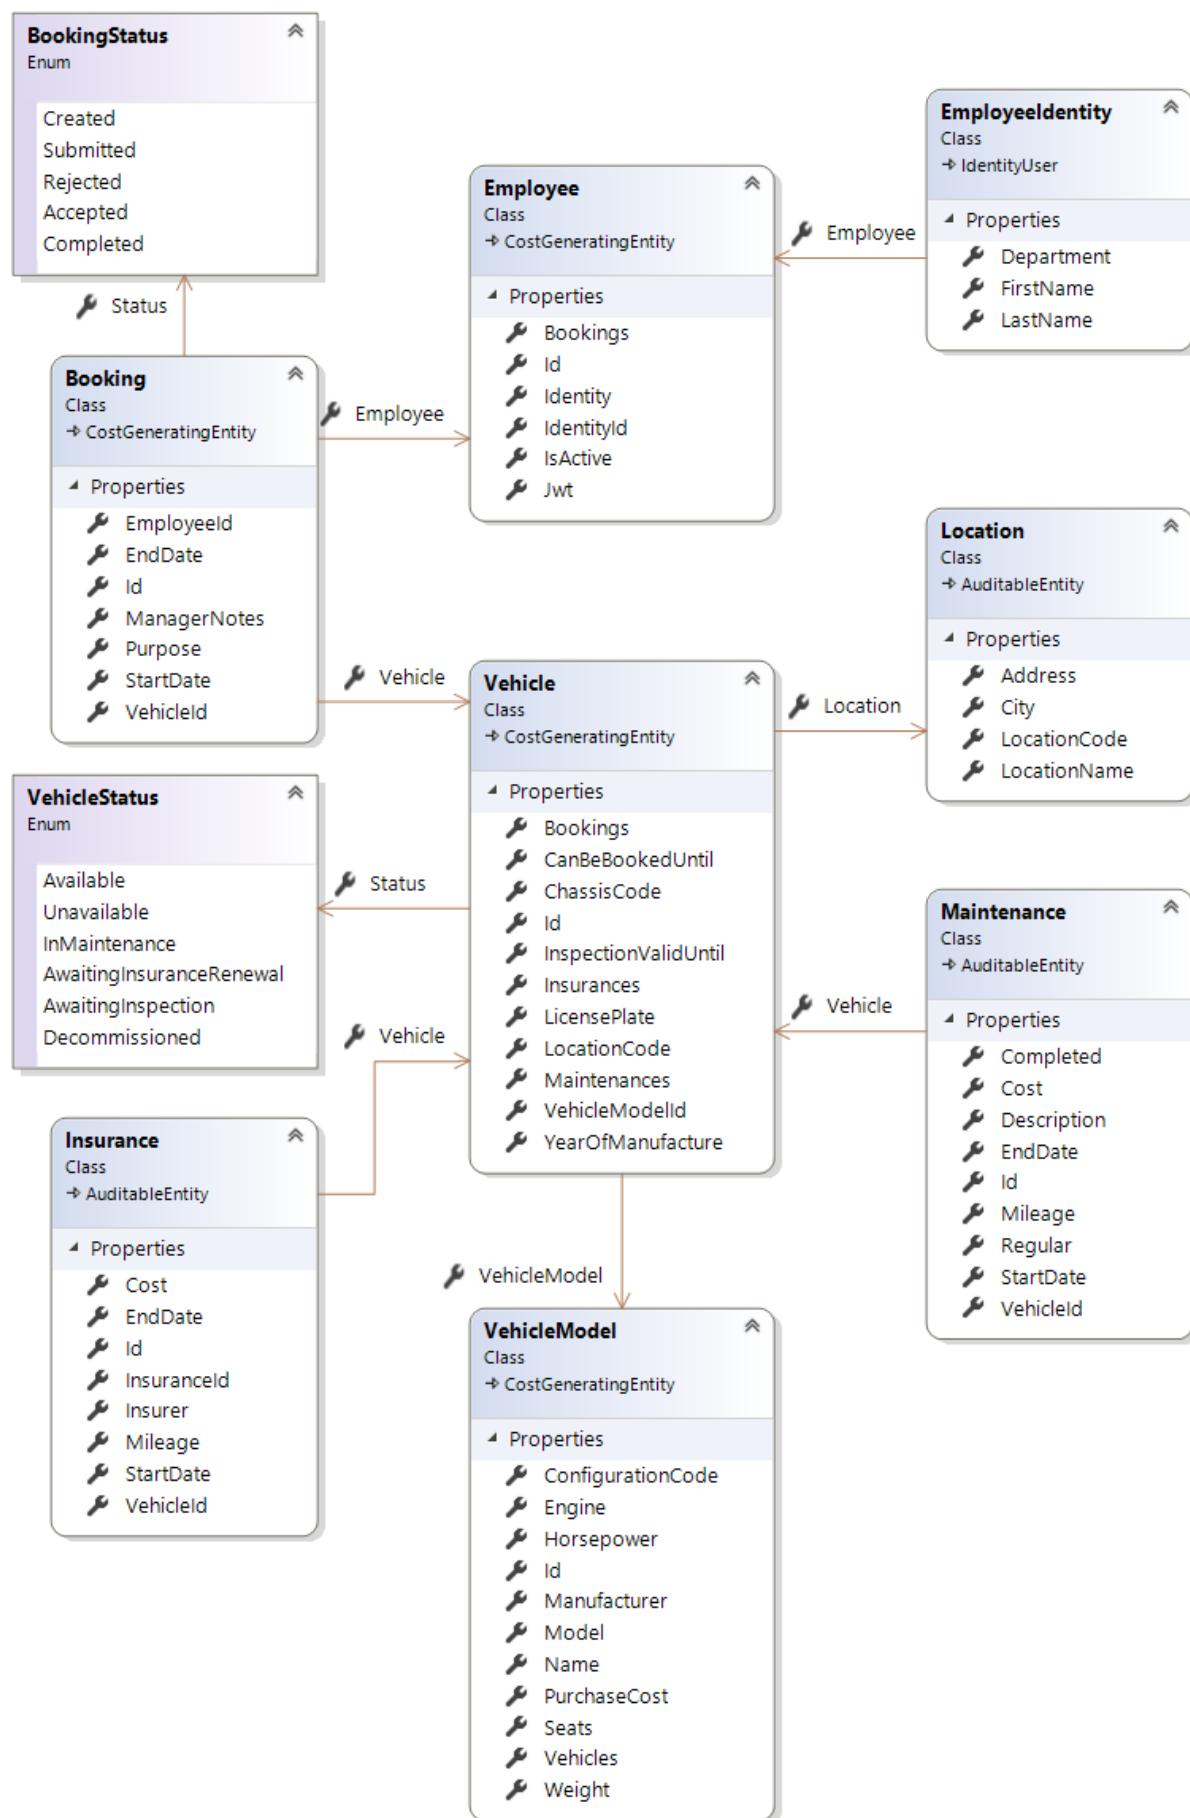 BookingStatus
Enum
Created
Submitted
Rejected
Accepted
Completed
Status
Booking
Class
CostGeneratingEntity
Properties
EmployeeId
EndDate
Id
ManagerNotes
Purpose
StartDate
VehicleId
Employee
Vehicle
Employee
Class
CostGeneratingEntity
Properties
Bookings
Id
Identity
IdentityId
IsActive
Jwt
Employee
EmployeeIdentity
Class
IdentityUser
Properties
Department
FirstName
LastName
Vehicle
Class
CostGeneratingEntity
Properties
Bookings
CanBeBookedUntil
ChassisCode
Id
InspectionValidUntil
Insurances
LicensePlate
LocationCode
Maintenances
VehicleModelId
YearOfManufacture
Location
Location
Class
AuditableEntity
Properties
Address
City
LocationCode
LocationName
VehicleStatus
Enum
Available
Unavailable
InMaintenance
AwaitingInsuranceRenewal
AwaitingInspection
Decommissioned
Status
Vehicle
Vehicle
Maintenance
Class
AuditableEntity
Properties
Completed
Cost
Description
EndDate
Id
Mileage
Regular
StartDate
VehicleId
Insurance
Class
AuditableEntity
Properties
Cost
EndDate
Id
InsuranceId
Insurer
Mileage
StartDate
VehicleId
VehicleModel
VehicleModel
Class
CostGeneratingEntity
Properties
ConfigurationCode
Engine
Horsepower
Id
Manufacturer
Model
Name
PurchaseCost
Seats
Vehicles
Weight